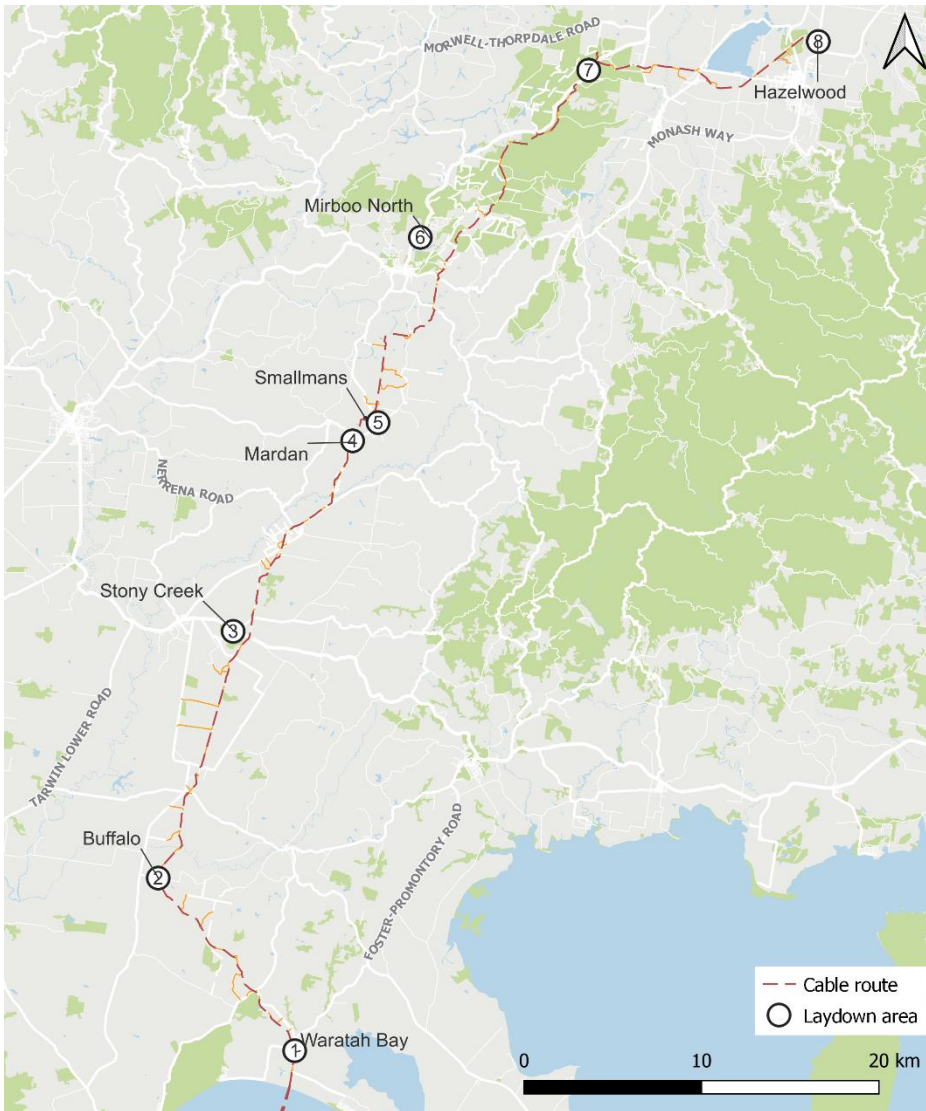 MORWELL-THORPDALE ROAD
8
7
Hazelwood
MONASH WAY
Mirboo North
6
Smallmans
5
4
Mardan
NERRENA ROAD
Stony Creek
3
TARWIN LOWER ROAD
Buffalo
2
FOSTER-PROMONTORY ROAD
Waratah Bay
1
Cable route
Laydown area
0 10 20 km